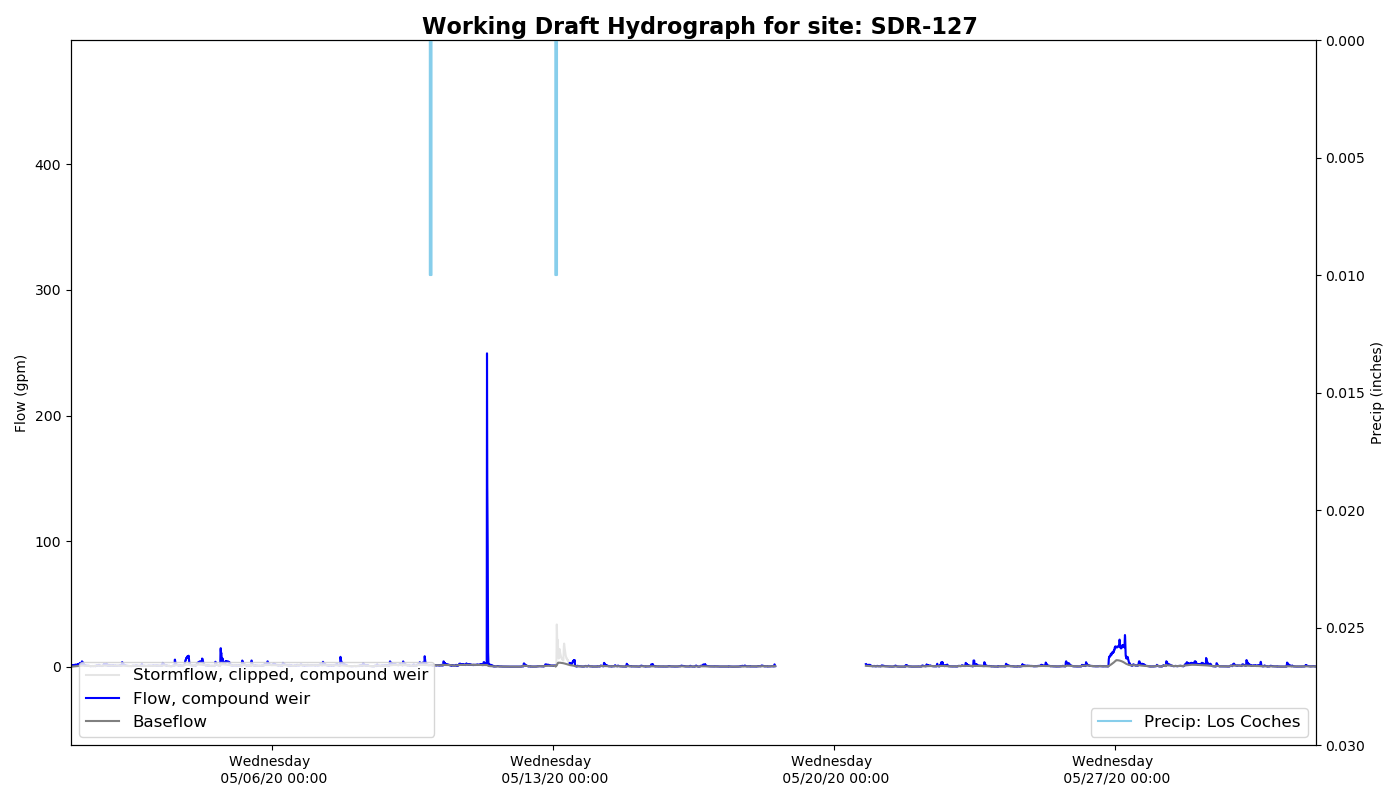 Working Draft Hydrograph for site: SDR-127
400
300
200
100
0
Flow (gpm)
0.000
0.005
0.010
0.015
0.020
0.025
0.030
Precip (inches)
Stormflow, clipped, compound weir
Flow, compound weir
Baseflow
Precip: Los Coches
Wednesday
05/06/20 00:00
Wednesday
05/13/20 00:00
Wednesday
05/20/20 00:00
Wednesday
05/27/20 00:00